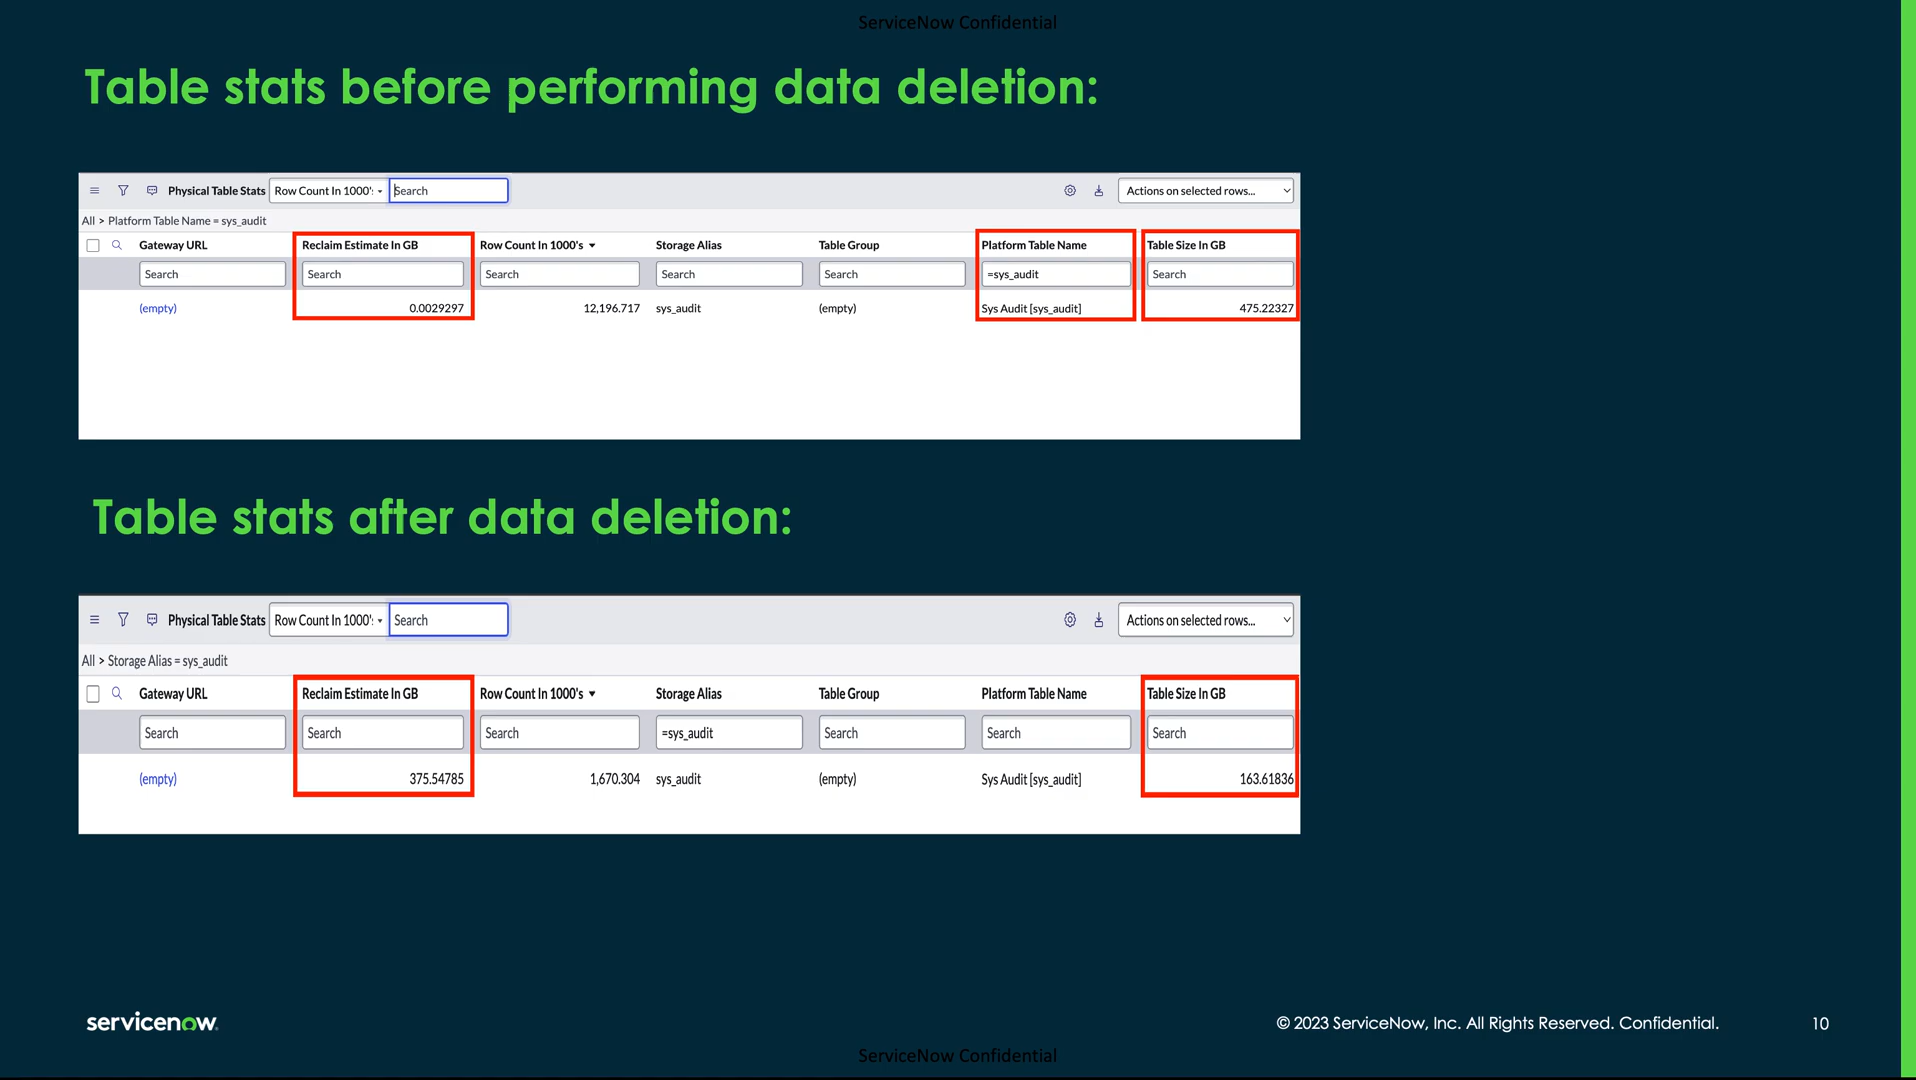 ServiceNow Confidential
Table stats before performing data deletion:
Physical Table Stats Row Count In 1000': Search Actions on selected rows...
All > Platform Table Name = sys_audit
Gateway URL Reclaim Estimate In GB Row Count In 1000's Storage Alias Table Group Platform Table Name Table Size In GB
Search Search Search Search Search =sys_audit Search
(empty) 0.0029297 12,196.717 sys_audit (empty) Sys Audit [sys_audit] 475.22327
Table stats after data deletion:
Physical Table Stats Row Count In 1000': Search Actions on selected rows...
All > Storage Alias = sys_audit
Gateway URL Reclaim Estimate In GB Row Count In 1000's Storage Alias Table Group Platform Table Name Table Size In GB
Search Search Search =sys_audit Search Search Search
(empty) 375.54785 1,670.304 sys_audit (empty) Sys Audit [sys_audit] 163.61836
servicenow
© 2023 ServiceNow, Inc. All Rights Reserved. Confidential. 10
ServiceNow Confidential